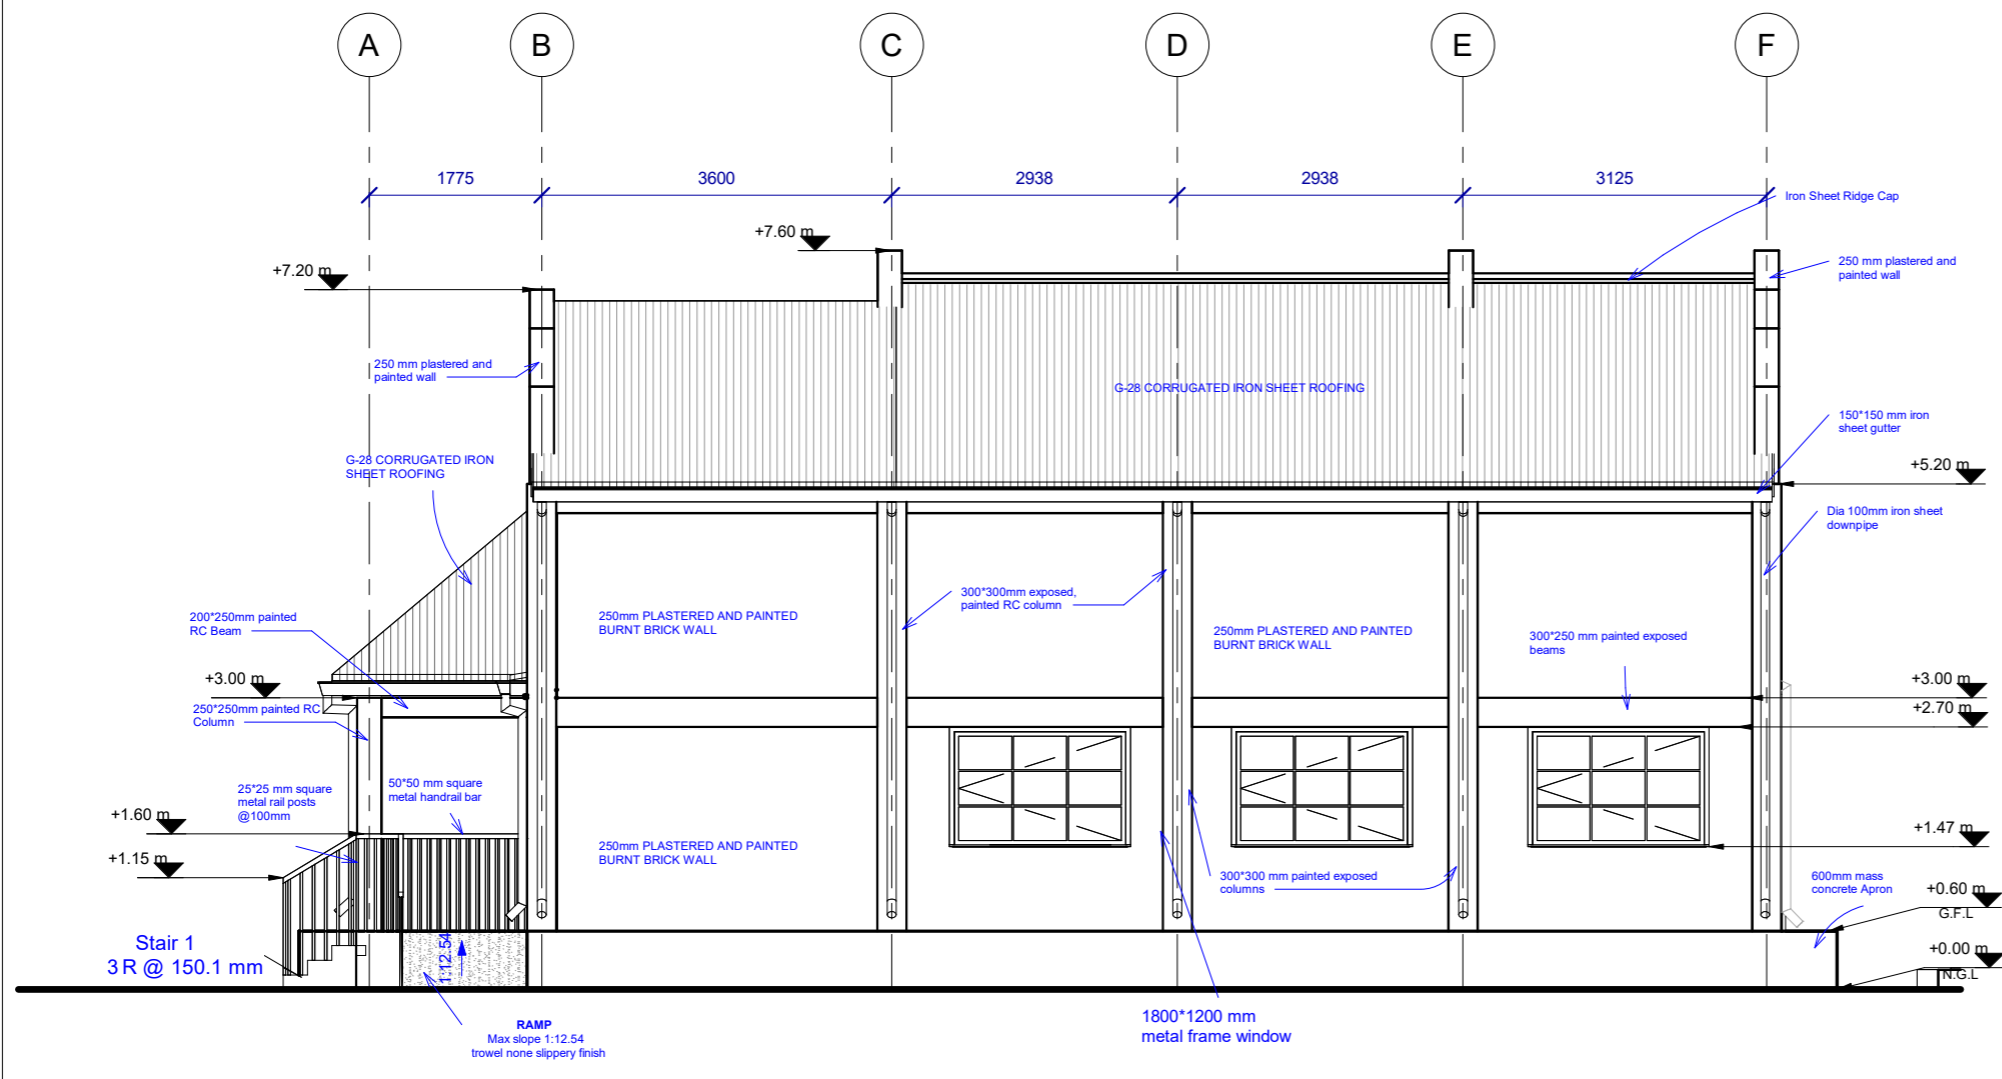 A B C D E F
1775 3600 2938 2938 3125
Iron Sheet Ridge Cap
+7.60 m
+7.20 m
250 mm plastered and
painted wall
250 mm plastered and
painted wall
G-28 CORRUGATED IRON SHEET ROOFING
150*150 mm iron
sheet gutter
G-28 CORRUGATED IRON
SHEET ROOFING
+5.20 m
Dia 100mm iron sheet
downpipe
300*300mm exposed,
painted RC column
200*250mm painted
RC Beam
250mm PLASTERED AND PAINTED
BURNT BRICK WALL
250mm PLASTERED AND PAINTED
BURNT BRICK WALL
300*250 mm painted exposed
beams
+3.00 m
+3.00 m
250*250mm painted RC
Column
+2.70 m
25*25 mm square
metal rail posts
@100mm
50*50 mm square
metal handrail bar
+1.60 m
+1.47 m
+1.15 m
250mm PLASTERED AND PAINTED
BURNT BRICK WALL
300*300 mm painted exposed
columns
600mm mass
concrete Apron
+0.60 m
G.F.L
Stair 1
3 R @ 150.1 mm
1:12.54
+0.00 m
N.G.L
RAMP
Max slope 1:12.54
trowel none slippery finish
1800*1200 mm
metal frame window